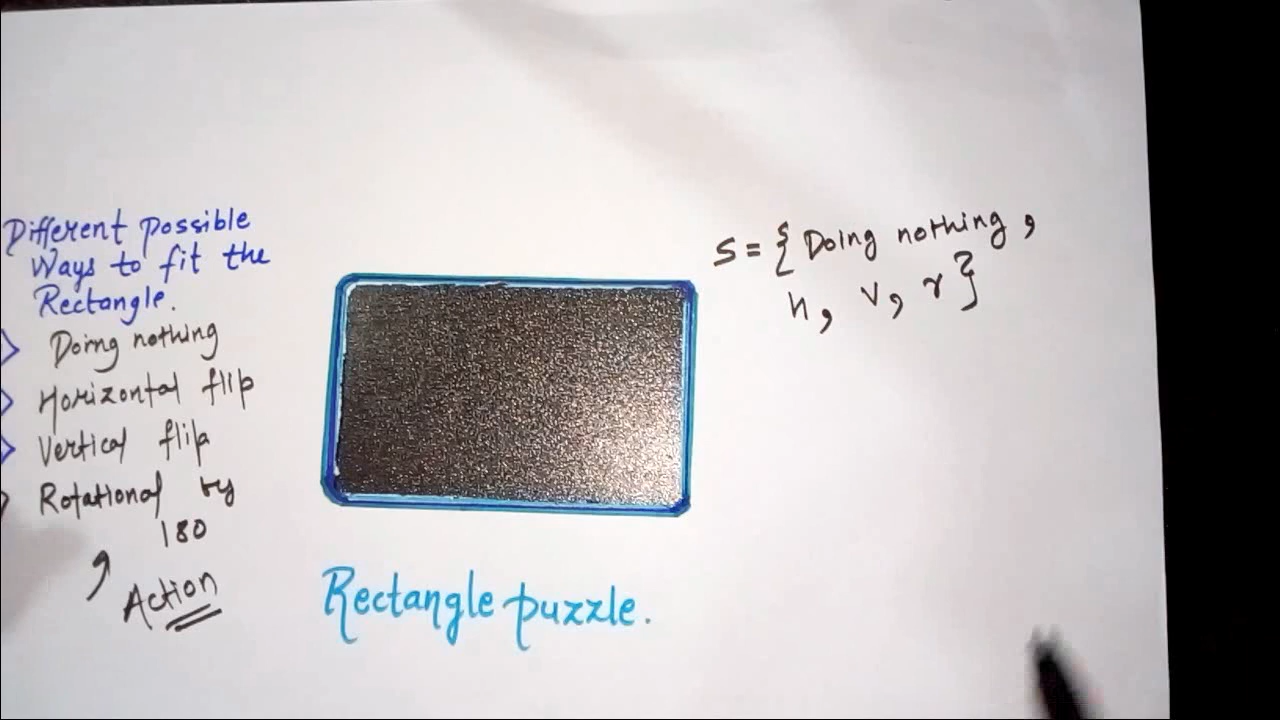 Different possible
Ways to fit the
Rectangle.
Doing nothing
Horizontal flip
Vertical flip
Rotational by
180
Action
Rectangle puzzle.
S = { Doing nothing ,
h, v, r }